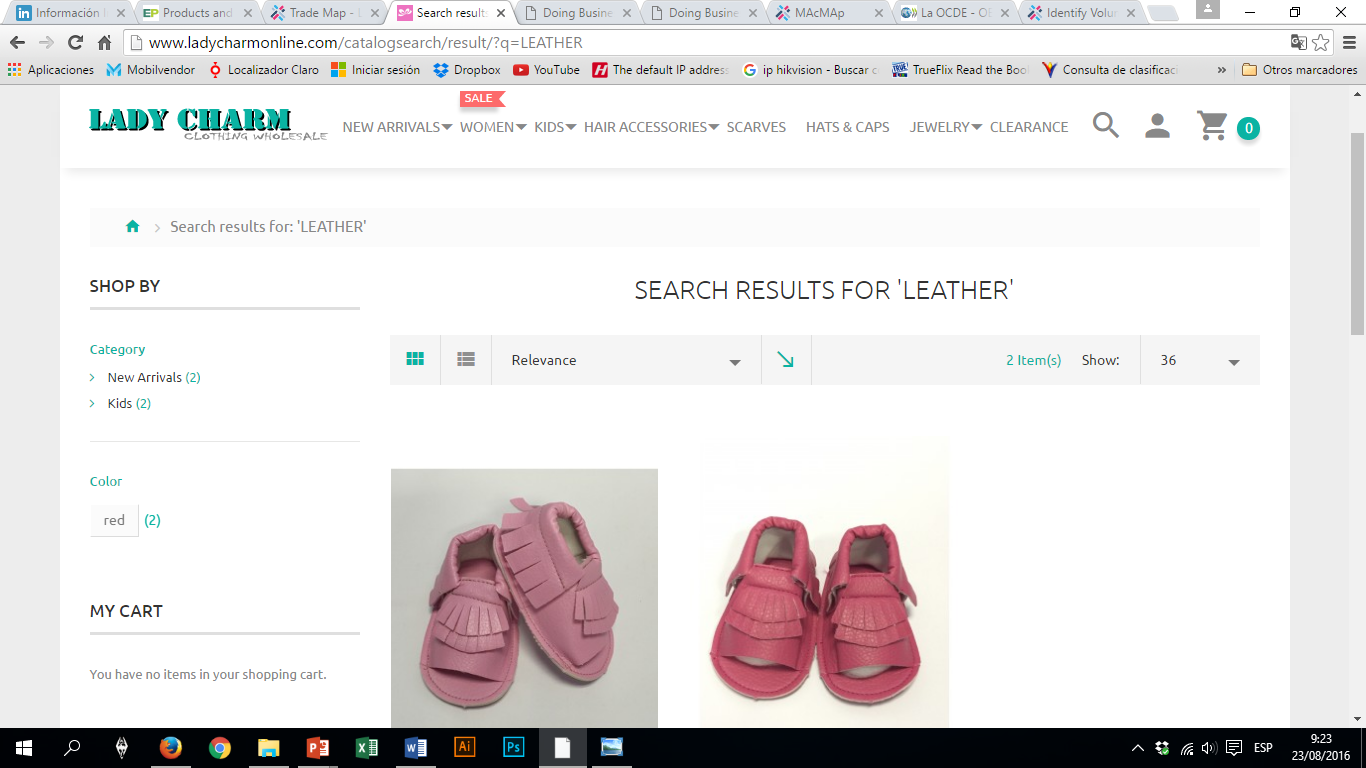 Información
Products and
Trade Map - L
Search results
Doing Busine
Doing Busine
MAcMAp
La OCDE - OE
Identify Volum
www.ladycharmonline.com/catalogsearch/result/?q=LEATHER
Aplicaciones Mobilvendor Localizador Claro Iniciar sesión Dropbox YouTube The default IP address ip hikvision - Buscar c TrueFlix Read the Boo Consulta de clasificaci » Otros marcadores
SALE
LADY CHARM
CLOTHING WHOLESALE
NEW ARRIVALS WOMEN KIDS HAIR ACCESSORIES SCARVES HATS & CAPS JEWELRY CLEARANCE 0
Search results for: 'LEATHER'
SHOP BY
SEARCH RESULTS FOR 'LEATHER'
Category
New Arrivals (2)
Kids (2)
Relevance 2 Item(s) Show: 36
Color
red (2)
MY CART
You have no items in your shopping cart.
ESP
9:23
23/08/2016